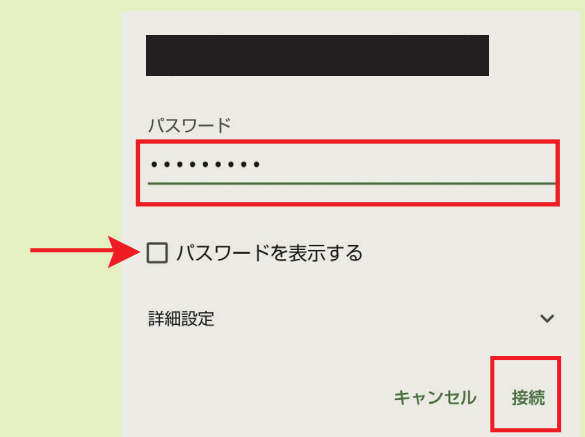 パスワード
•••••••••
パスワードを表示する
詳細設定
キャンセル 接続